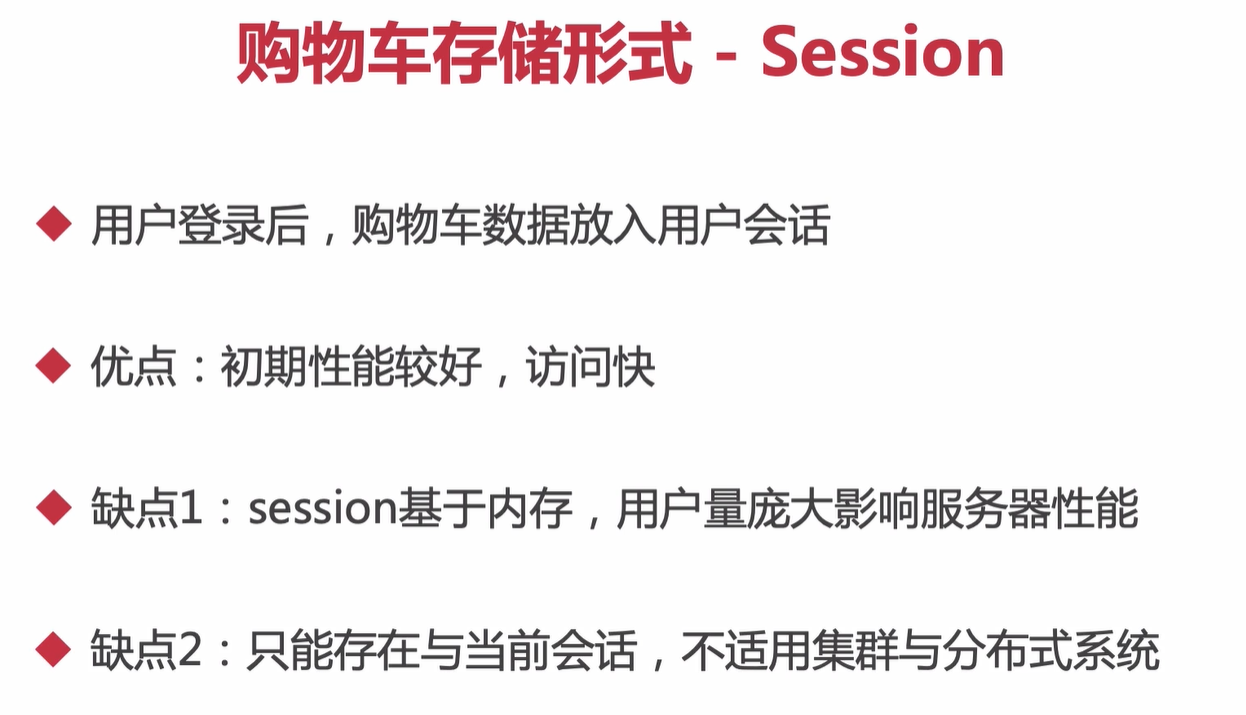 购物车存储形式 - Session
用户登录后，购物车数据放入用户会话
优点：初期性能较好，访问快
缺点1：session基于内存，用户量庞大影响服务器性能
缺点2：只能存在与当前会话，不适用集群与分布式系统